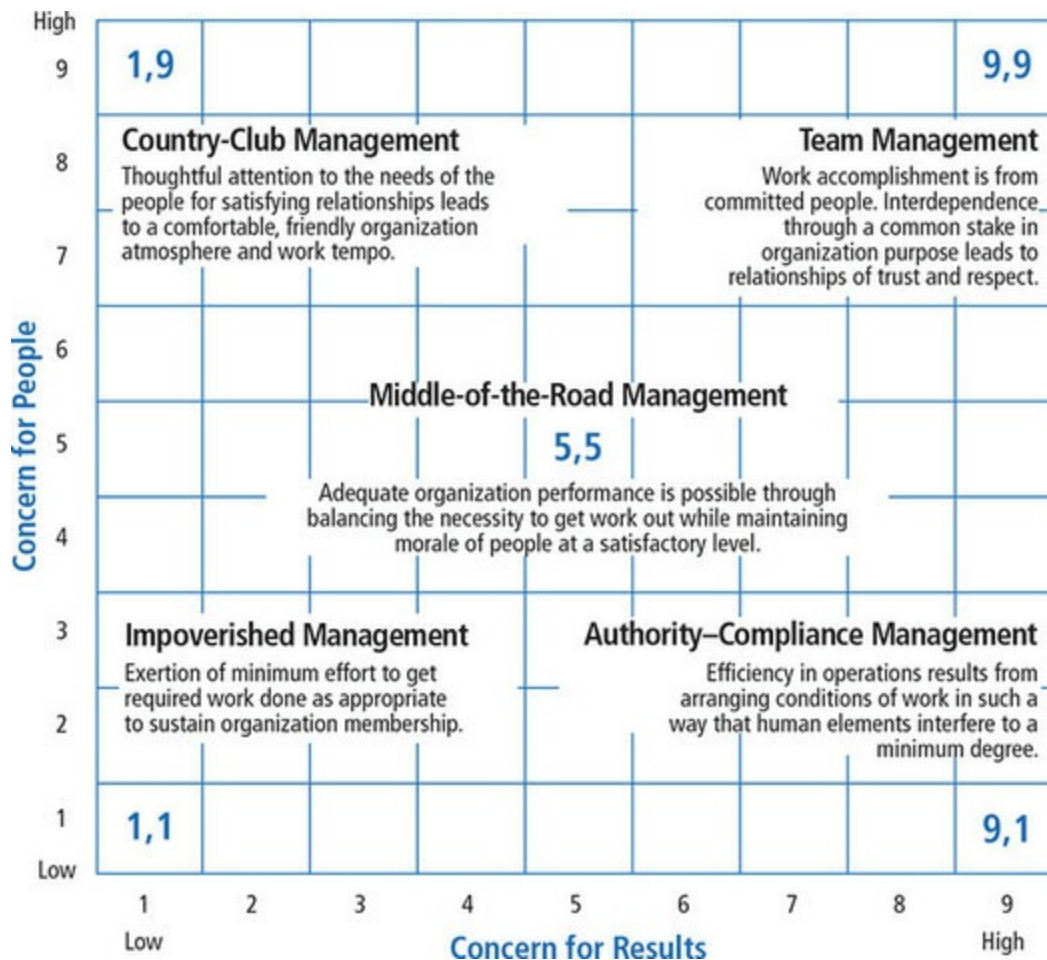 High
9
1,9
9,9
Country-Club Management
Thoughtful attention to the needs of the
people for satisfying relationships leads
to a comfortable, friendly organization
atmosphere and work tempo.
Team Management
Work accomplishment is from
committed people. Interdependence
through a common stake in
organization purpose leads to
relationships of trust and respect.
8
7
6
Concern for People
Middle-of-the-Road Management
5
5,5
Adequate organization performance is possible through
balancing the necessity to get work out while maintaining
morale of people at a satisfactory level.
4
3
Impoverished Management
Exertion of minimum effort to get
required work done as appropriate
to sustain organization membership.
Authority–Compliance Management
Efficiency in operations results from
arranging conditions of work in such a
way that human elements interfere to a
minimum degree.
2
1
1,1
9,1
Low
1 2 3 4 5 6 7 8 9
Low
High
Concern for Results